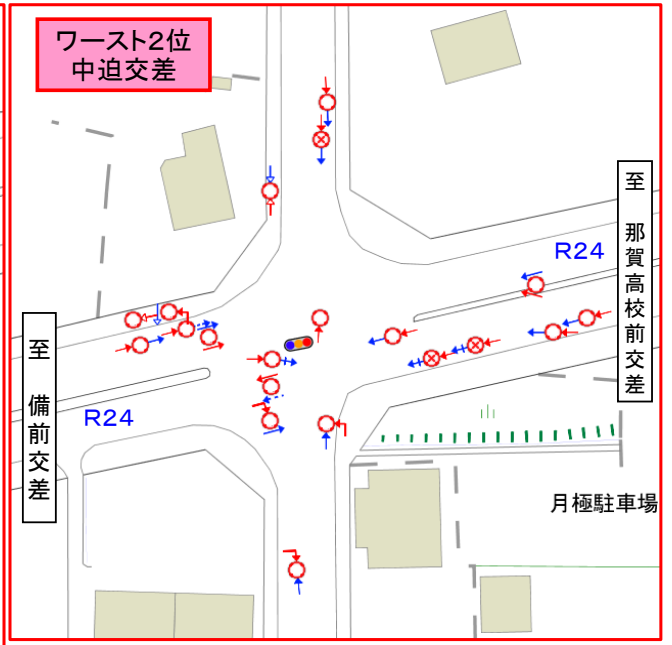 ワースト2位
中迫交差
至 那賀高校前交差
R24
至 備前交差
R24
月極駐車場